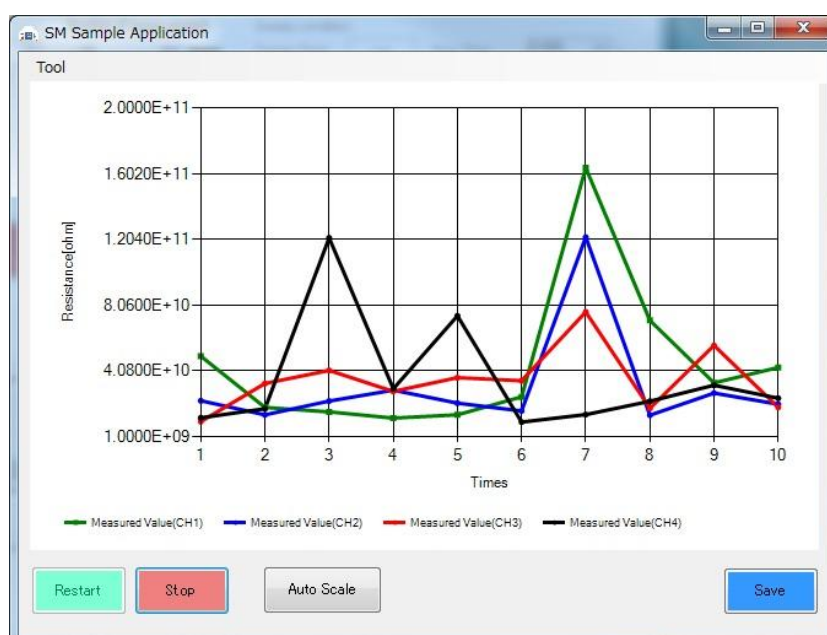 SM Sample Application
Tool
2.0000E+11
1.6020E+11
1.2040E+11
8.0600E+10
4.0800E+10
1.0000E+09
Resistance[ohm]
1 2 3 4 5 6 7 8 9 10
Times
Measured Value(CH1) Measured Value(CH2) Measured Value(CH3) Measured Value(CH4)
Restart Stop Auto Scale Save